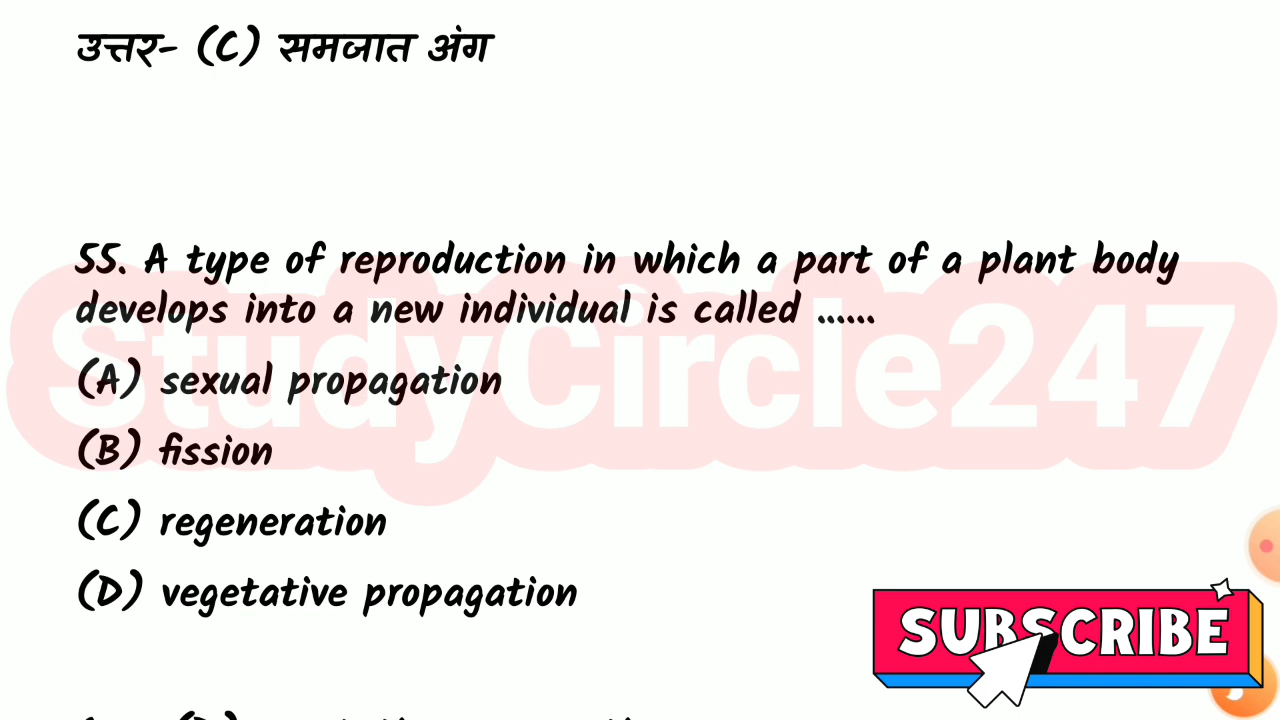 उत्तर- (C) समजात अंग
55. A type of reproduction in which a part of a plant body
develops into a new individual is called ......
(A) sexual propagation
(B) fission
(C) regeneration
(D) vegetative propagation
StudyCircle247
SUBSCRIBE